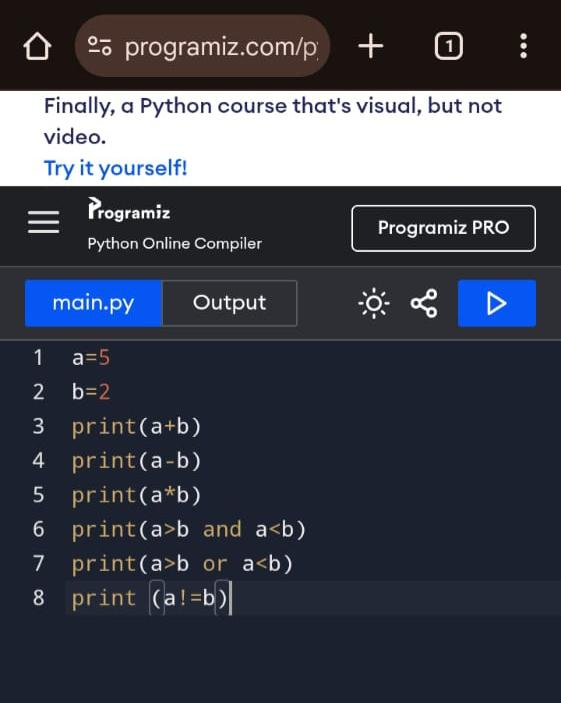 programiz.com/p
1
Finally, a Python course that's visual, but not
video.
Try it yourself!
Programiz
Python Online Compiler
Programiz PRO
main.py
Output
1 a=5
2 b=2
3 print(a+b)
4 print(a-b)
5 print(a*b)
6 print(a>b and a<b)
7 print(a>b or a<b)
8 print (a!=b)